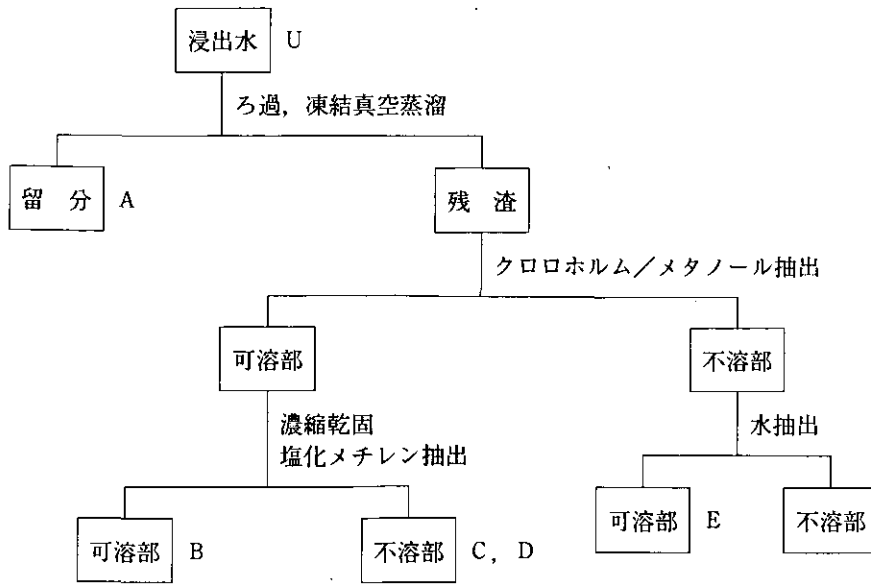 浸出水 U
ろ過，凍結真空蒸溜
留 分 A
残 渣
クロロホルム／メタノール抽出
可溶部
不溶部
濃縮乾固
塩化メチレン抽出
水抽出
可溶部 B
不溶部 C，D
可溶部 E
不溶部